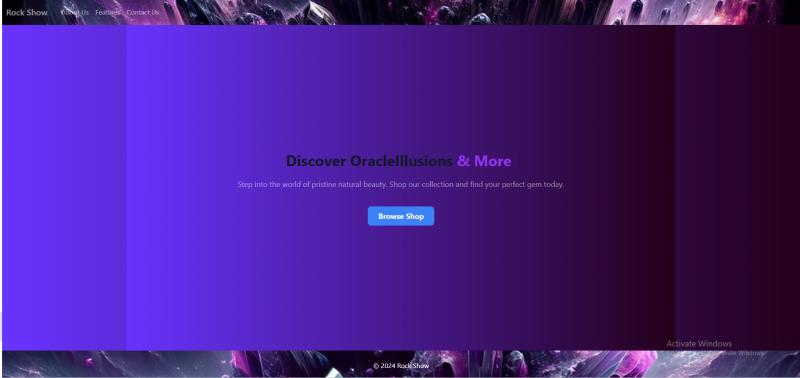 Rock Show About Us Features Contact Us
Discover OracleIllusions & More
Step into the world of pristine natural beauty. Shop our collection and find your perfect gem today.
Browse Shop
Activate Windows
Windows
© 2024 Rock Show